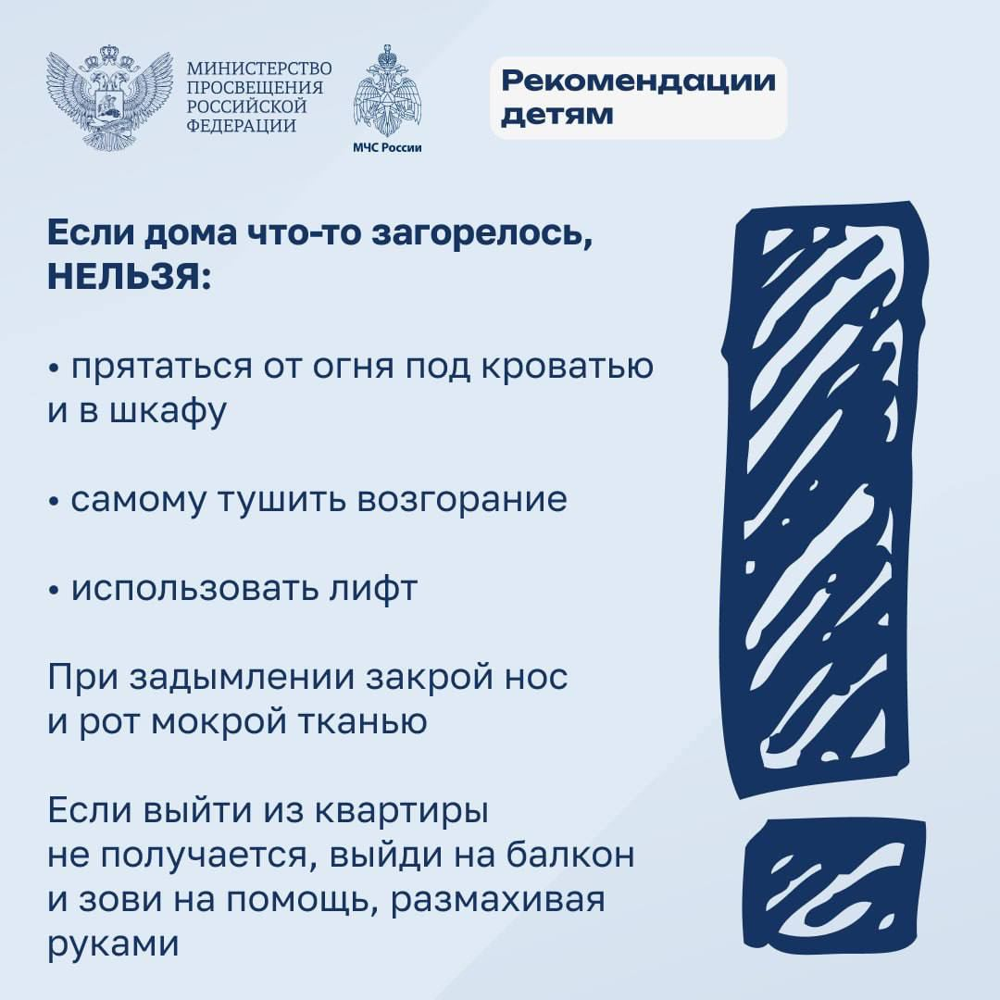 МИНИСТЕРСТВО
ПРОСВЕЩЕНИЯ
РОССИЙСКОЙ
ФЕДЕРАЦИИ
МЧС России
Рекомендации
детям
Если дома что-то загорелось,
НЕЛЬЗЯ:
• прятаться от огня под кроватью
и в шкафу
• самому тушить возгорание
• использовать лифт
При задымлении закрой нос
и рот мокрой тканью
Если выйти из квартиры
не получается, выйди на балкон
и зови на помощь, размахивая
руками